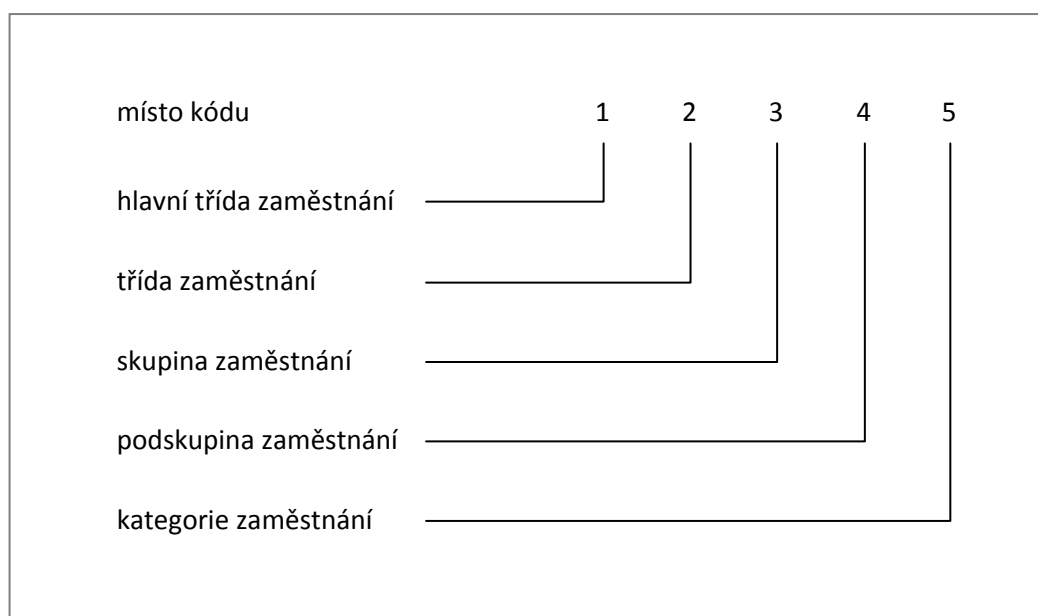 místo kódu 1 2 3 4 5
hlavní třída zaměstnání
třída zaměstnání
skupina zaměstnání
podskupina zaměstnání
kategorie zaměstnání